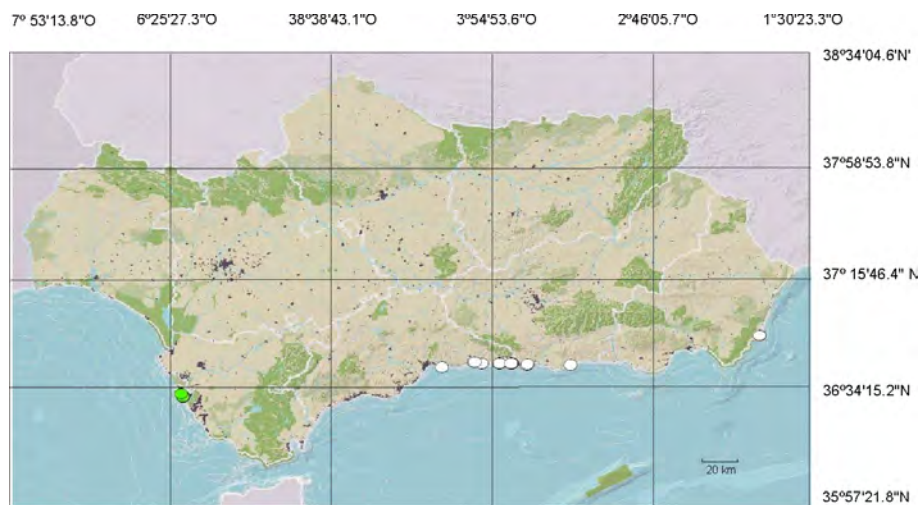 7º 53'13.8"O 6º25'27.3"O 38º38'43.1"O 3º54'53.6"O 2º46'05.7"O 1º30'23.3"O
38º34'04.6'N'
37º58'53.8"N
37º 15'46.4" N
36º34'15.2"N
20 km
35º57'21.8"N